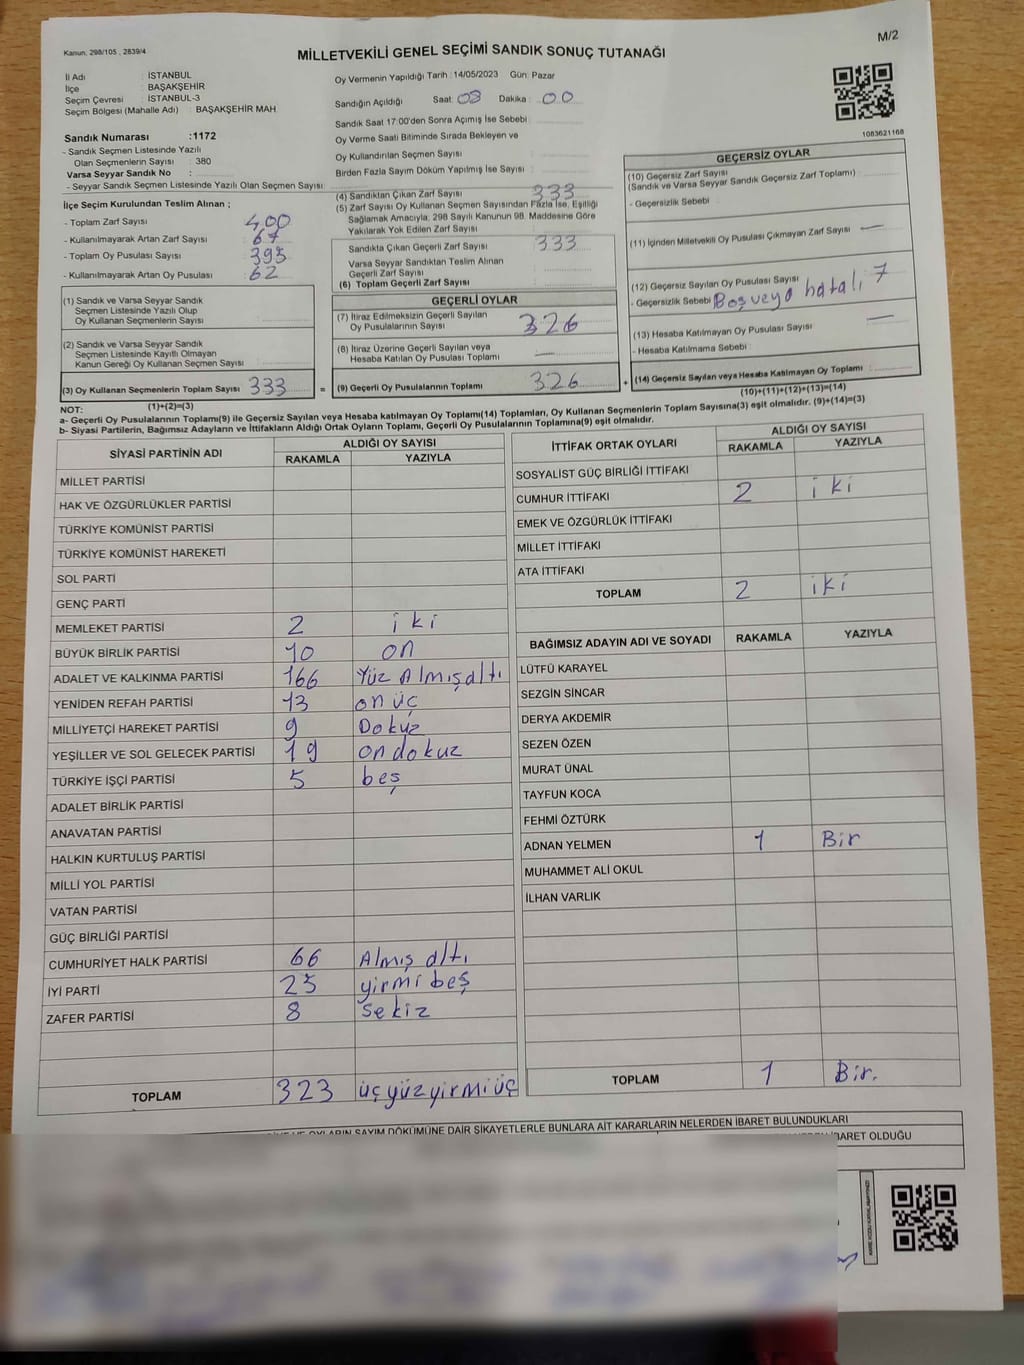 Kanun, 298/105 , 2839/4
M/2
MİLLETVEKİLİ GENEL SEÇİMİ SANDIK SONUÇ TUTANAĞI
İl Adı : İSTANBUL
İlçe : BAŞAKŞEHİR
Seçim Çevresi : İSTANBUL-3
Seçim Bölgesi (Mahalle Adı) : BAŞAKŞEHİR MAH.
Sandık Numarası :1172
- Sandık Seçmen Listesinde Yazılı
Olan Seçmenlerin Sayısı : 380
Varsa Seyyar Sandık No :
- Seyyar Sandık Seçmen Listesinde Yazılı Olan Seçmen Sayısı :
İlçe Seçim Kurulundan Teslim Alınan ;
- Toplam Zarf Sayısı : 400
- Kullanılmayarak Artan Zarf Sayısı : 67
- Toplam Oy Pusulası Sayısı : 395
- Kullanılmayarak Artan Oy Pusulası : 62
(1) Sandık ve Varsa Seyyar Sandık
Seçmen Listesinde Yazılı Olup
Oy Kullanan Seçmenlerin Sayısı :
(2) Sandık ve Varsa Seyyar Sandık
Seçmen Listesinde Kayıtlı Olmayan
Kanun Gereği Oy Kullanan Seçmen Sayısı
(3) Oy Kullanan Seçmenlerin Toplam Sayısı : 333 =
(1)+(2)=(3)
Oy Vermenin Yapıldığı Tarih : 14/05/2023 Gün: Pazar
Sandığın Açıldığı Saat: 08 Dakika : 00
Sandık Saat 17:00'den Sonra Açımış İse Sebebi :
Oy Verme Saati Bitiminde Sırada Bekleyen ve
Oy Kullandırılan Seçmen Sayısı :
Birden Fazla Sayım Döküm Yapılmış İse Sayısı :
(4) Sandıktan Çıkan Zarf Sayısı : 333
(5) Zarf Sayısı Oy Kullanan Seçmen Sayısından Fazla İse, Eşitliği
Sağlamak Amacıyla, 298 Sayılı Kanunun 98. Maddesine Göre
Yakılarak Yok Edilen Zarf Sayısı :
Sandıkta Çıkan Geçerli Zarf Sayısı : 333
Varsa Seyyar Sandıktan Teslim Alınan
Geçerli Zarf Sayısı :
(6) Toplam Geçerli Zarf Sayısı :
GEÇERLİ OYLAR
(7) İtiraz Edilmeksizin Geçerli Sayılan
Oy Pusulalarının Sayısı : 326
(8) İtiraz Üzerine Geçerli Sayılan veya
Hesaba Katılan Oy Pusulası Toplamı : —
(9) Geçerli Oy Pusulalarının Toplamı : 326 +
1083621168
GEÇERSİZ OYLAR
(10) Geçersiz Zarf Sayısı
(Sandık ve Varsa Seyyar Sandık Geçersiz Zarf Toplamı) :
- Geçersizlik Sebebi :
(11) İçinden Milletvekili Oy Pusulası Çıkmayan Zarf Sayısı : —
(12) Geçersiz Sayılan Oy Pusulası Sayısı : 7
- Geçersizlik Sebebi : Boş veya hatalı
(13) Hesaba Katılmayan Oy Pusulası Sayısı : —
- Hesaba Katılmama Sebebi :
(14) Geçersiz Sayılan veya Hesaba Katılmayan Oy Toplamı :
(10)+(11)+(12)+(13)=(14)
NOT:
a- Geçerli Oy Pusulalarının Toplamı(9) ile Geçersiz Sayılan veya Hesaba katılmayan Oy Toplamı(14) Toplamları, Oy Kullanan Seçmenlerin Toplam Sayısına(3) eşit olmalıdır. (9)+(14)=(3)
b- Siyasi Partilerin, Bağımsız Adayların ve İttifakların Aldığı Ortak Oyların Toplamı, Geçerli Oy Pusulalarının Toplamına(9) eşit olmalıdır.
SİYASİ PARTİNİN ADI ALDIĞI OY SAYISI
RAKAMLA YAZIYLA
MİLLET PARTİSİ
HAK VE ÖZGÜRLÜKLER PARTİSİ
TÜRKİYE KOMÜNİST PARTİSİ
TÜRKİYE KOMÜNİST HAREKETİ
SOL PARTİ
GENÇ PARTİ
MEMLEKET PARTİSİ 2 iki
BÜYÜK BİRLİK PARTİSİ 10 on
ADALET VE KALKINMA PARTİSİ 166 Yüz Almışaltı
YENİDEN REFAH PARTİSİ 13 on üç
MİLLİYETÇİ HAREKET PARTİSİ 9 Dokuz
YEŞİLLER VE SOL GELECEK PARTİSİ 19 ondokuz
TÜRKİYE İŞÇİ PARTİSİ 5 beş
ADALET BİRLİK PARTİSİ
ANAVATAN PARTİSİ
HALKIN KURTULUŞ PARTİSİ
MİLLİ YOL PARTİSİ
VATAN PARTİSİ
GÜÇ BİRLİĞİ PARTİSİ
CUMHURİYET HALK PARTİSİ 66 Almış altı
İYİ PARTİ 25 yirmi beş
ZAFER PARTİSİ 8 Sekiz
TOPLAM 323 üçyüzyirmiüç
İTTİFAK ORTAK OYLARI ALDIĞI OY SAYISI
RAKAMLA YAZIYLA
SOSYALİST GÜÇ BİRLİĞİ İTTİFAKI
CUMHUR İTTİFAKI 2 iki
EMEK VE ÖZGÜRLÜK İTTİFAKI
MİLLET İTTİFAKI
ATA İTTİFAKI
TOPLAM 2 iki
BAĞIMSIZ ADAYIN ADI VE SOYADI RAKAMLA YAZIYLA
LÜTFÜ KARAYEL
SEZGİN SİNCAR
DERYA AKDEMİR
SEZEN ÖZEN
MURAT ÜNAL
TAYFUN KOCA
FEHMİ ÖZTÜRK
ADNAN YELMEN 1 Bir
MUHAMMET ALİ OKUL
İLHAN VARLIK
TOPLAM 1 Bir.
VE OYLARIN SAYIM DÖKÜMÜNE DAİR ŞİKAYETLERLE BUNLARA AİT KARARLARIN NELERDEN İBARET BULUNDUKLARI
İBARET OLDUĞU